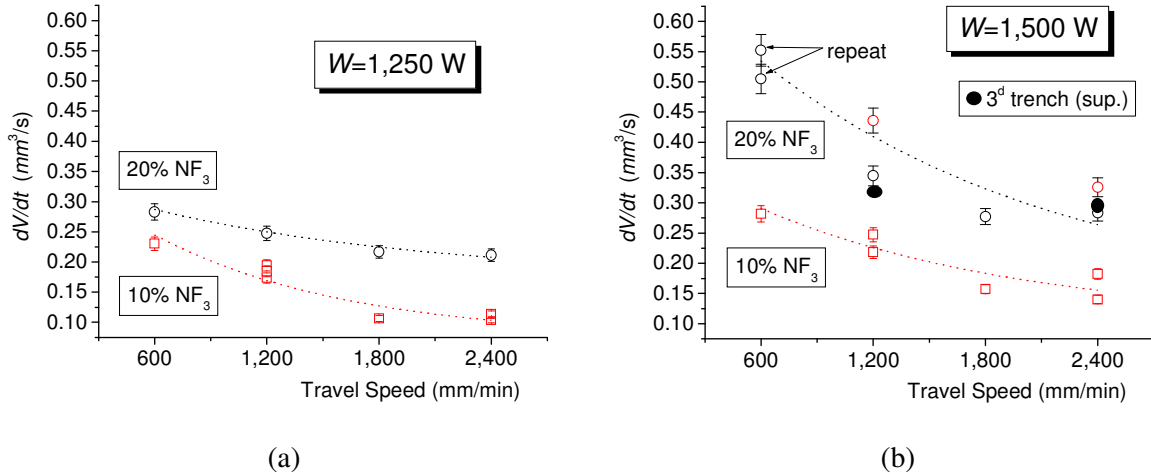 W=1,250 W
20% NF3
10% NF3
dV/dt (mm3/s)
0.60
0.55
0.50
0.45
0.40
0.35
0.30
0.25
0.20
0.15
0.10
600 1,200 1,800 2,400
Travel Speed (mm/min)
(a)
W=1,500 W
repeat
3d trench (sup.)
20% NF3
10% NF3
dV/dt (mm3/s)
0.60
0.55
0.50
0.45
0.40
0.35
0.30
0.25
0.20
0.15
0.10
600 1,200 1,800 2,400
Travel Speed (mm/min)
(b)